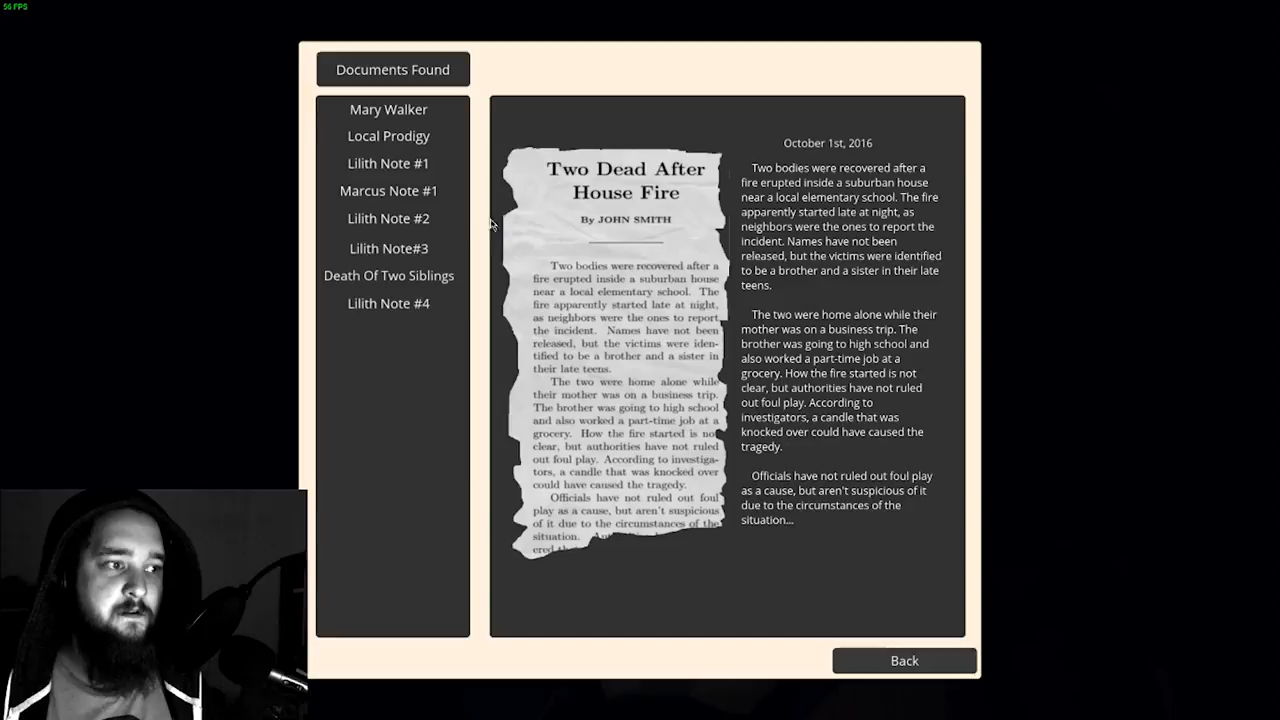 56 FPS
Documents Found
Mary Walker
Local Prodigy
Lilith Note #1
Marcus Note #1
Lilith Note #2
Lilith Note#3
Death Of Two Siblings
Lilith Note #4
Two Dead After
House Fire
By JOHN SMITH
Two bodies were recovered after a
fire erupted inside a suburban house
near a local elementary school. The
fire apparently started late at night,
as neighbors were the ones to report
the incident. Names have not been
released, but the victims were iden-
tified to be a brother and a sister in
their late teens.
The two were home alone while
their mother was on a business trip.
The brother was going to high school
and also worked a part-time job at a
grocery. How the fire started is not
clear, but authorities have not ruled
out foul play. According to investiga-
tors, a candle that was knocked over
could have caused the tragedy.
Officials have not ruled out foul
play as a cause, but aren't suspicious
of it due to the circumstances of the
situation.
October 1st, 2016
Two bodies were recovered after a
fire erupted inside a suburban house
near a local elementary school. The fire
apparently started late at night, as
neighbors were the ones to report the
incident. Names have not been
released, but the victims were identified
to be a brother and a sister in their late
teens.
The two were home alone while their
mother was on a business trip. The
brother was going to high school and
also worked a part-time job at a
grocery. How the fire started is not
clear, but authorities have not ruled
out foul play. According to
investigators, a candle that was
knocked over could have caused the
tragedy.
Officials have not ruled out foul play
as a cause, but aren't suspicious of it
due to the circumstances of the
situation...
Back